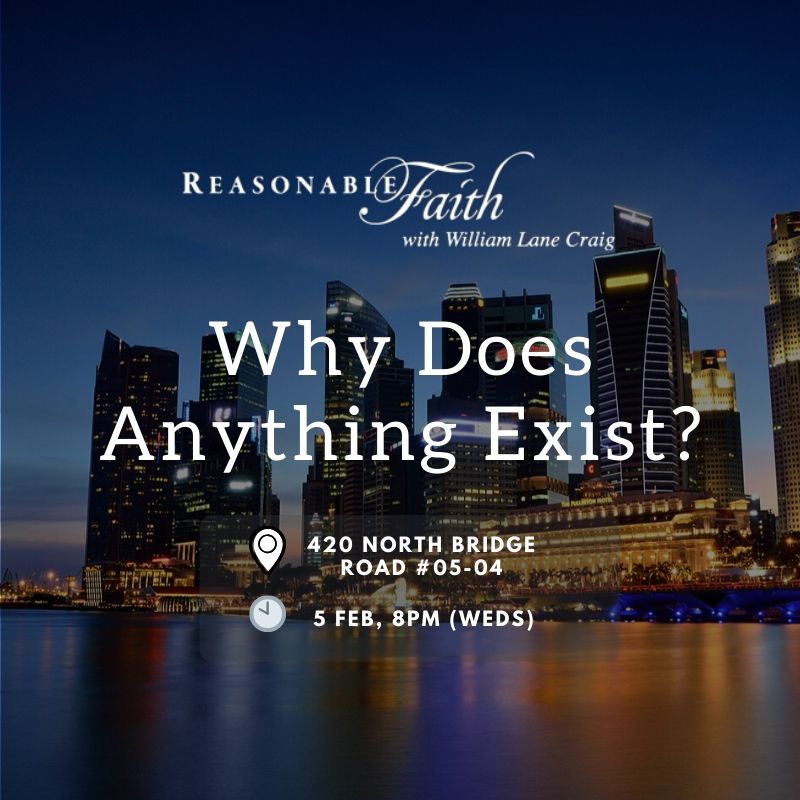 REASONABLE Faith
with William Lane Craig
Why Does
Anything Exist?
420 NORTH BRIDGE
ROAD #05-04
5 FEB, 8PM (WEDS)